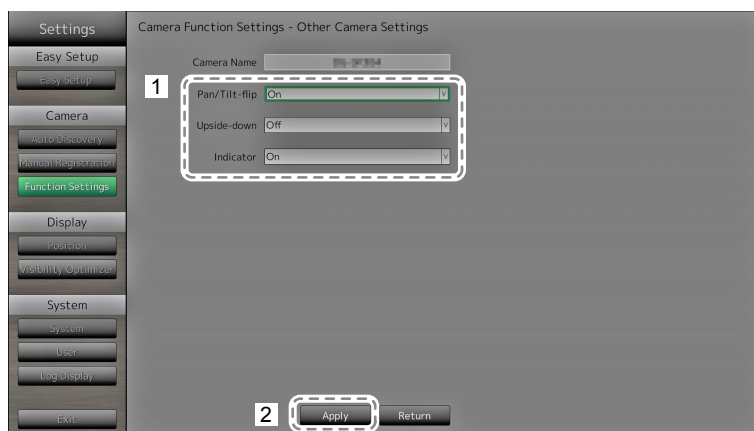 Settings
Camera Function Settings - Other Camera Settings
Easy Setup
Easy Setup
Camera
Auto Discovery
Manual Registration
Function Settings
Display
Position
Visibility Optimizer
System
System
User
Log Display
Exit
Camera Name
1
Pan/Tilt-flip On
Upside-down Off
Indicator On
2
Apply Return